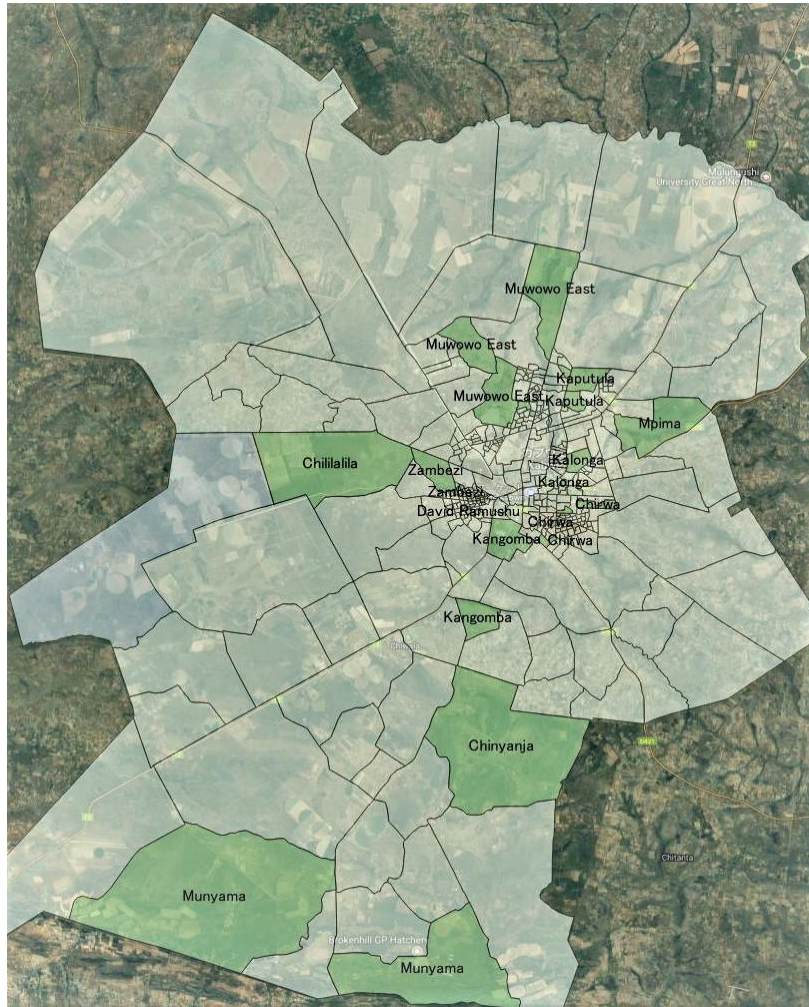 Mulungushi
University Great North...
Muwowo East
Muwowo East
Kaputula
Muwowo East
Kaputula
Mpima
Chililalila
Kalonga
Zambezi
Kalonga
Zambezi
Chirwa
David Ramushu
Chirwa
Kangomba
Chirwa
Kangomba
Chinyanja
Chitanta
Munyama
Brokenhill GP Hatchery
Munyama